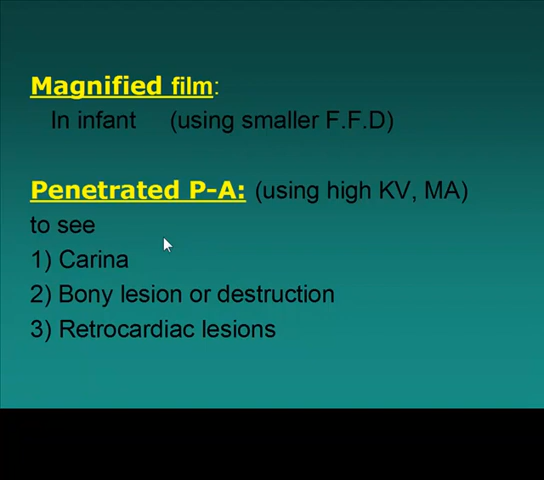 Magnified film:
In infant (using smaller F.F.D)
Penetrated P-A: (using high KV, MA)
to see
1) Carina
2) Bony lesion or destruction
3) Retrocardiac lesions